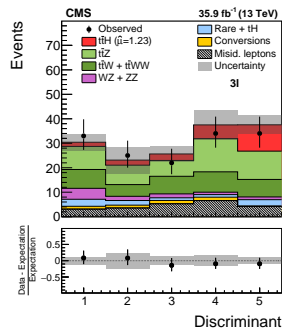 CMS 35.9 fb⁻¹ (13 TeV)
Events
Observed
tt̄H (μ̂=1.23)
tt̄Z
tt̄W + tt̄WW
WZ + ZZ
Rare + tH
Conversions
Misid. leptons
Uncertainty
3l
80
70
60
50
40
30
20
10
0
Data - Expectation
Expectation
0.5
0.0
−0.5
1 2 3 4 5
Discriminant